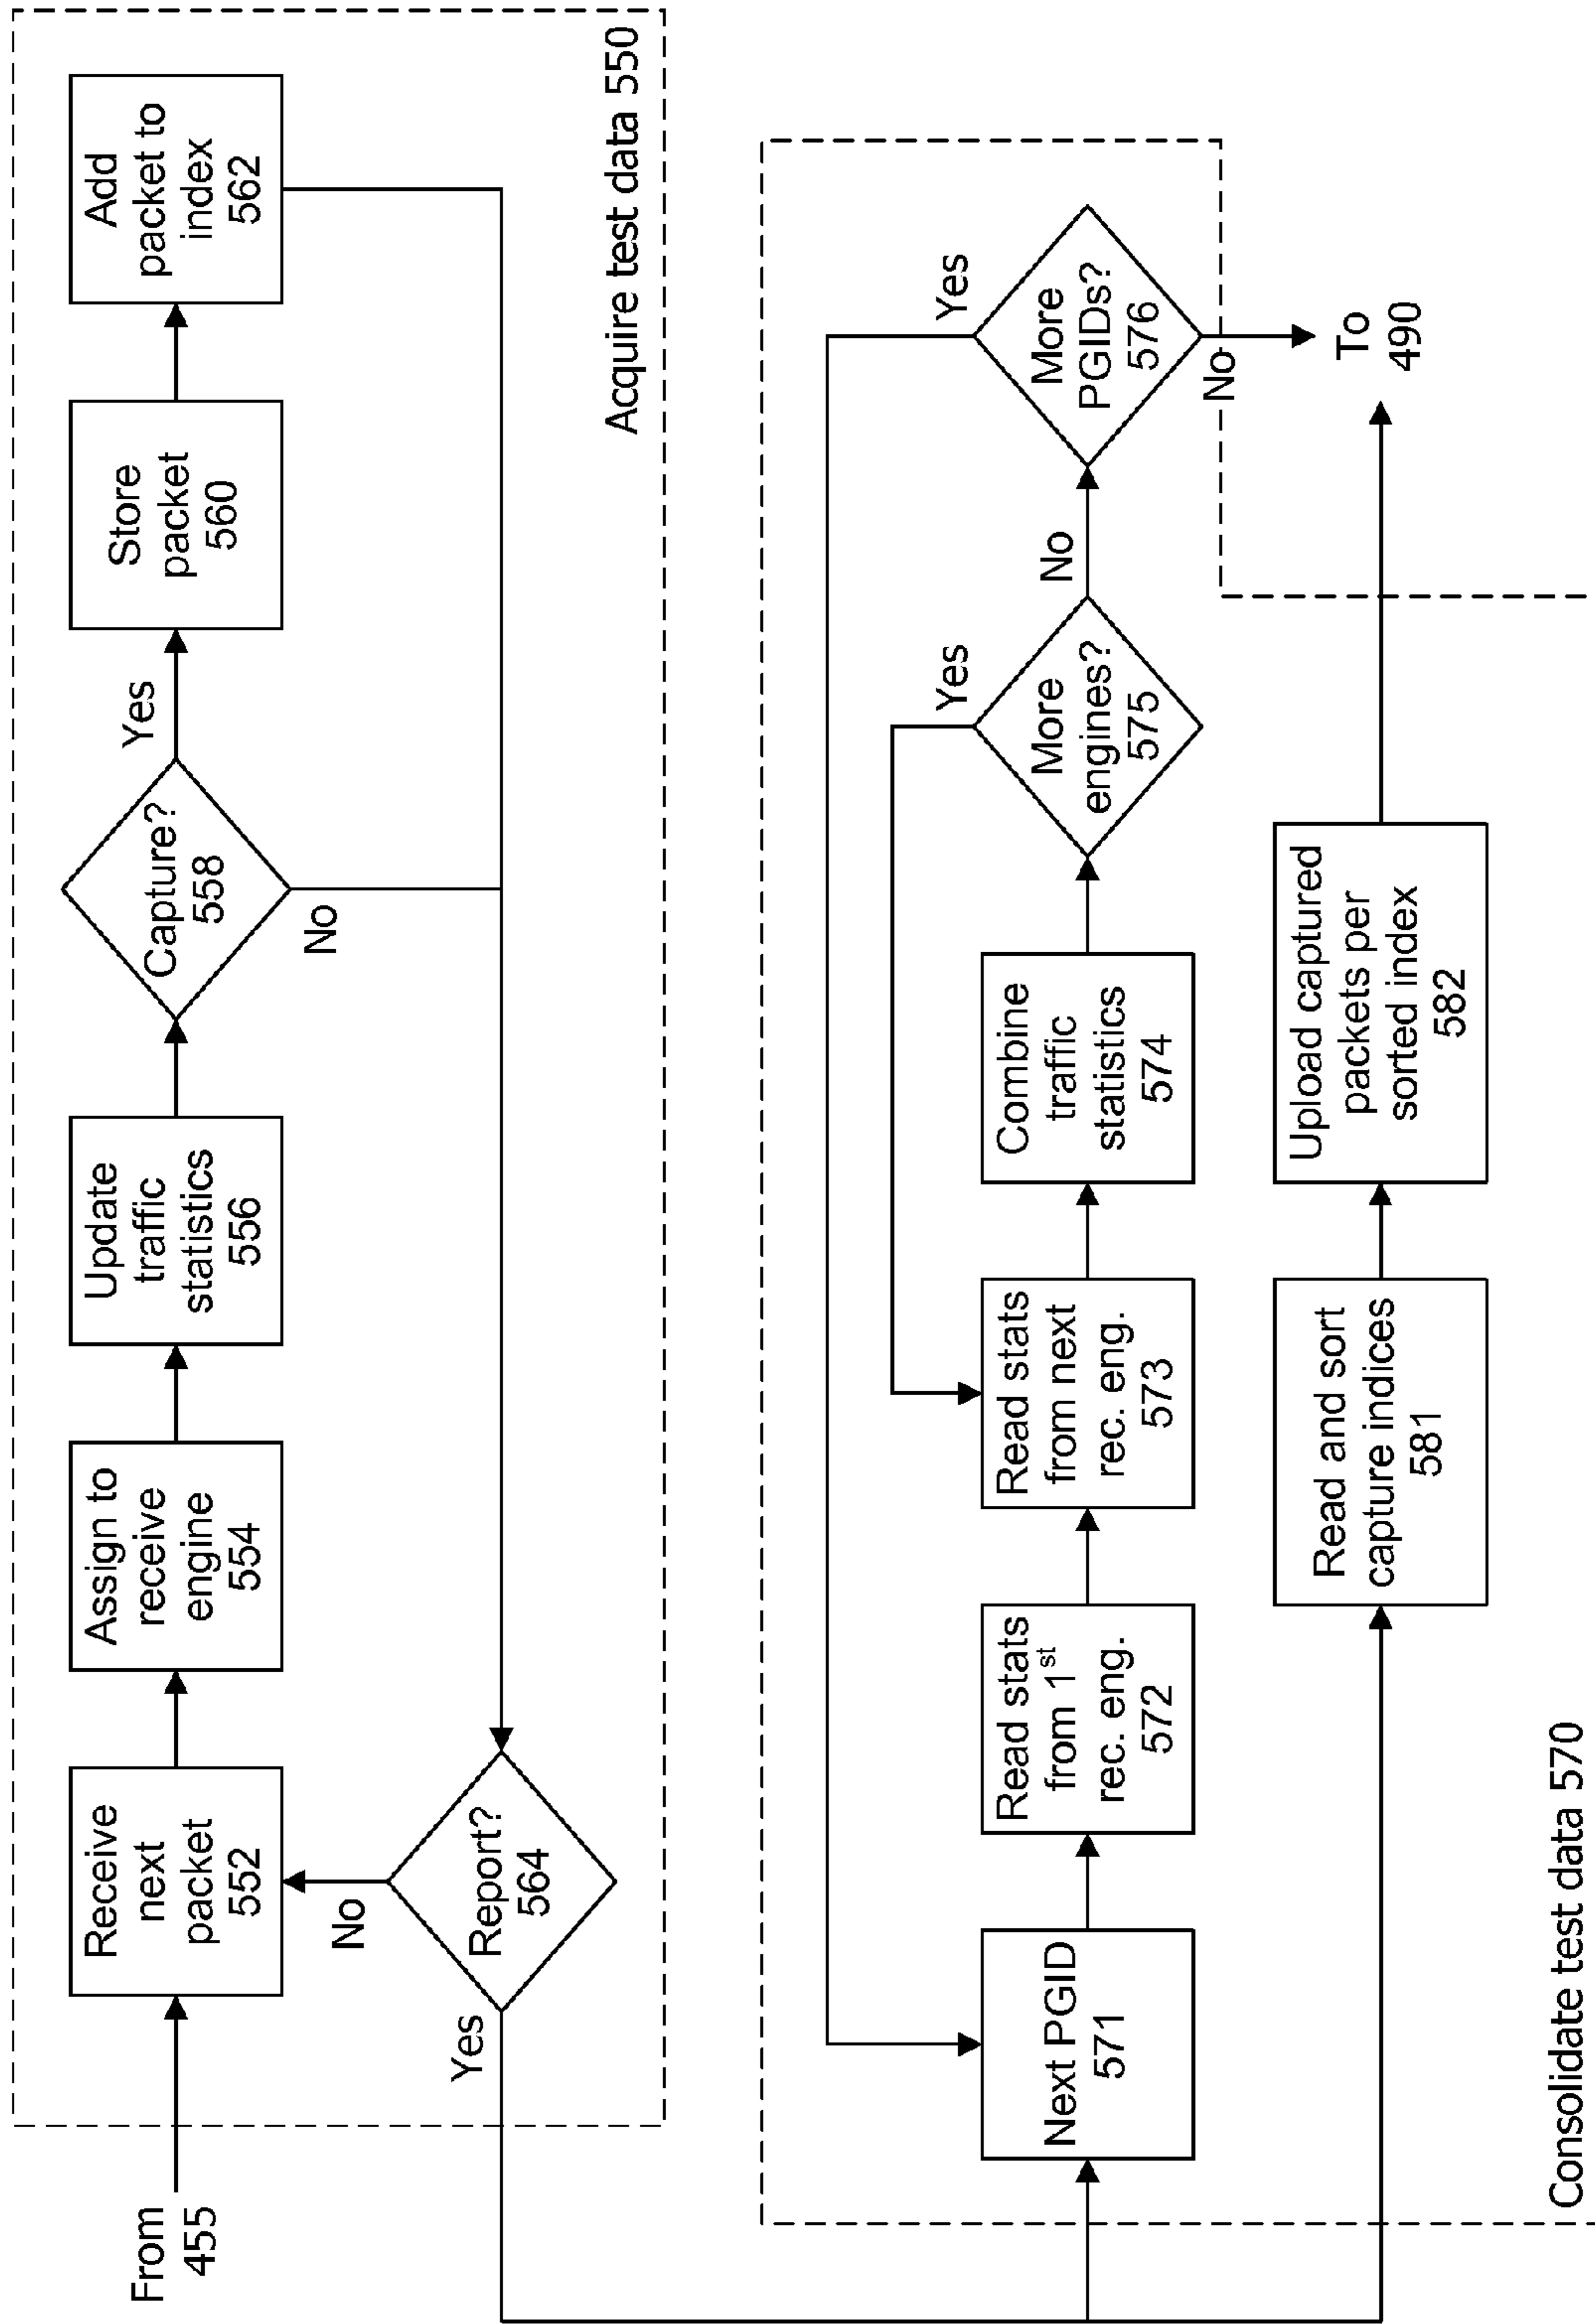 From
455
Receive
next
packet
552
Assign to
receive
engine
554
Update
traffic
statistics
556
Capture?
558
Yes
No
Store
packet
560
Add
packet to
index
562
Report?
564
No
Yes
Acquire test data 550
Next PGID
571
Read stats
from 1st
rec. eng.
572
Read stats
from next
rec. eng.
573
Combine
traffic
statistics
574
More
engines?
575
Yes
No
More
PGIDs?
576
Yes
No
Read and sort
capture indices
581
Upload captured
packets per
sorted index
582
To
490
Consolidate test data 570